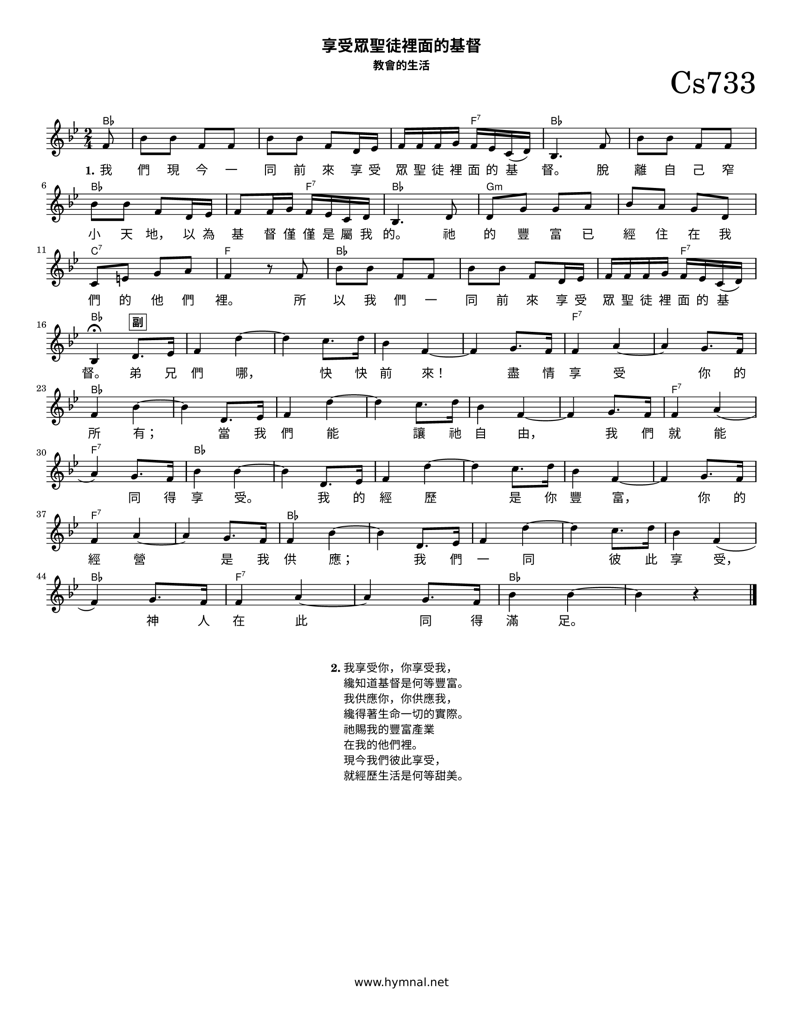 享受眾聖徒裡面的基督
教會的生活
Cs733
B♭ F7 B♭
1. 我 們 現 今 一 同 前 來 享 受 眾 聖 徒 裡 面 的 基 督。 脫 離 自 己 窄
6 B♭ F7 B♭ Gm
小 天 地， 以 為 基 督 僅 僅 是 屬 我 的。 祂 的 豐 富 已 經 住 在 我
11 C7 F B♭ F7
們 的 他 們 裡。 所 以 我 們 一 同 前 來 享 受 眾 聖 徒 裡 面 的 基
16 B♭ 副 F7
督。 弟 兄 們 哪， 快 快 前 來！ 盡 情 享 受 你 的
23 B♭ F7
所 有； 當 我 們 能 讓 祂 自 由， 我 們 就 能
30 F7 B♭
同 得 享 受。 我 的 經 歷 是 你 豐 富， 你 的
37 F7 B♭
經 營 是 我 供 應； 我 們 一 同 彼 此 享 受，
44 B♭ F7 B♭
神 人 在 此 同 得 滿 足。
2. 我享受你，你享受我，
纔知道基督是何等豐富。
我供應你，你供應我，
纔得著生命一切的實際。
祂賜我的豐富產業
在我的他們裡。
現今我們彼此享受，
就經歷生活是何等甜美。
www.hymnal.net